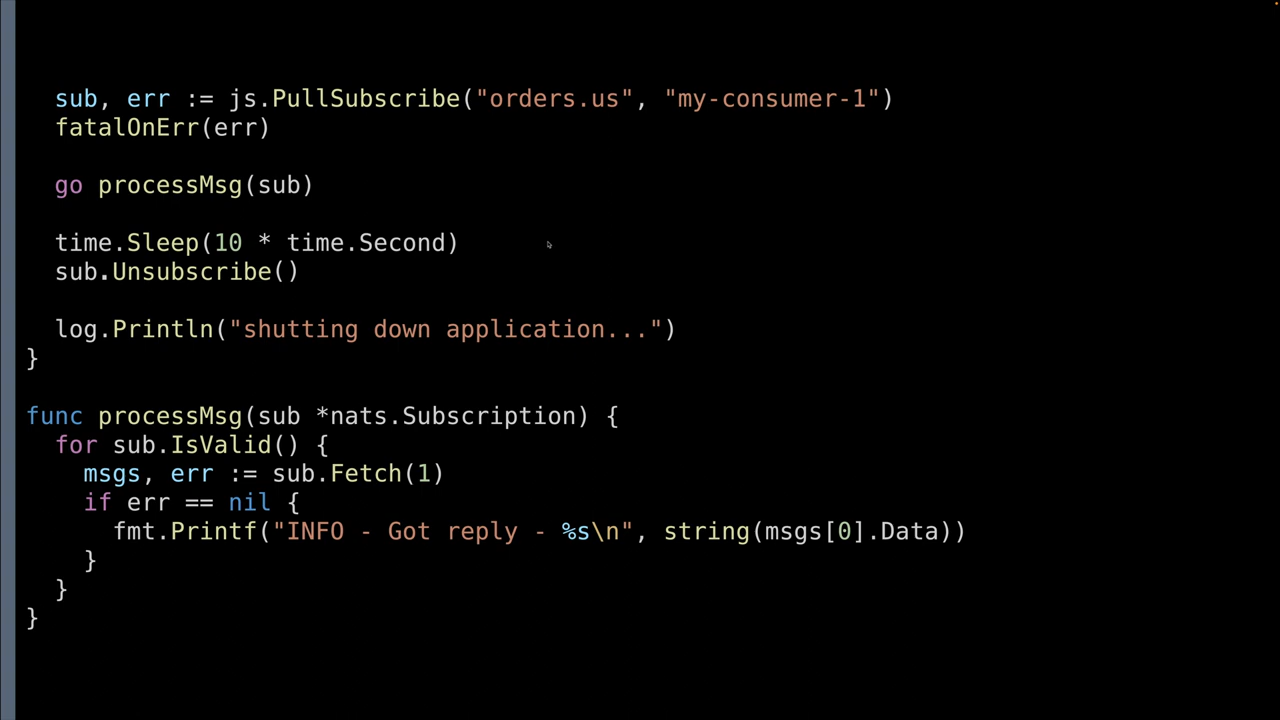 sub, err := js.PullSubscribe("orders.us", "my-consumer-1")
fatalOnErr(err)
go processMsg(sub)
time.Sleep(10 * time.Second)
sub.Unsubscribe()
log.Println("shutting down application...")
}
func processMsg(sub *nats.Subscription) {
for sub.IsValid() {
msgs, err := sub.Fetch(1)
if err == nil {
fmt.Printf("INFO - Got reply - %s\n", string(msgs[0].Data))
}
}
}